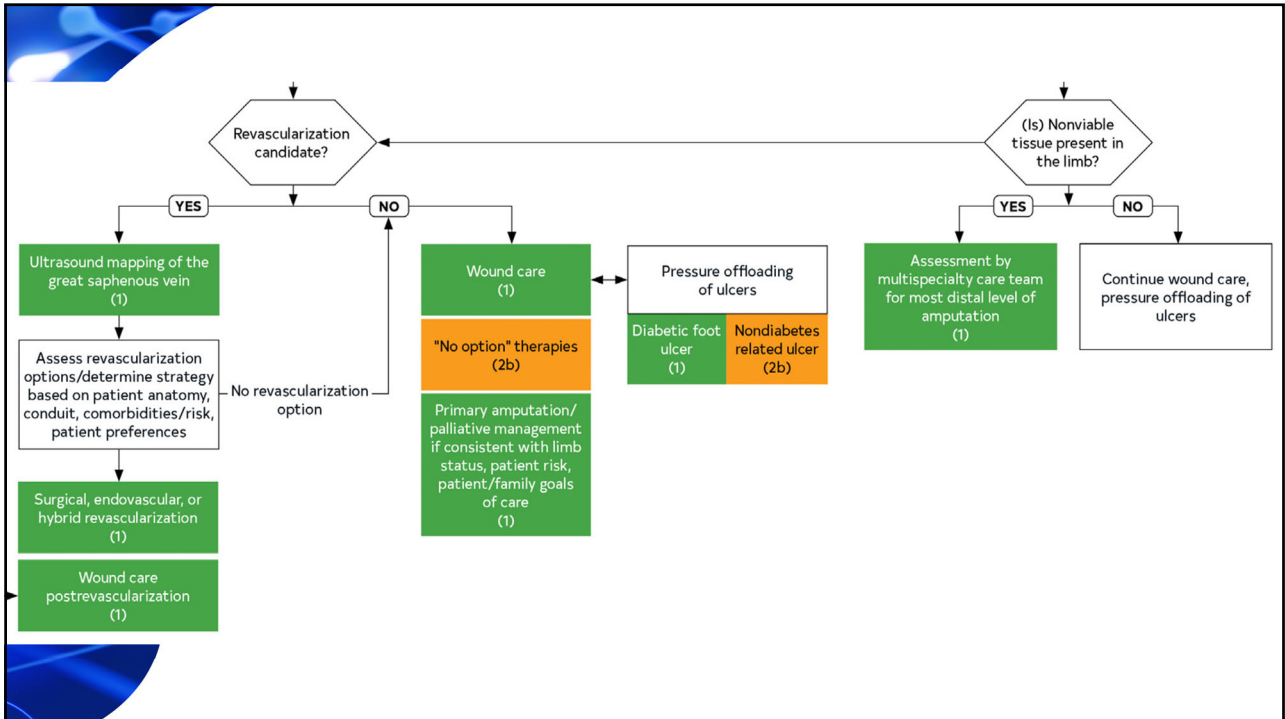 Revascularization
candidate?
(Is) Nonviable
tissue present in
the limb?
YES
NO
YES
NO
Ultrasound mapping of the
great saphenous vein
(1)
Wound care
(1)
Pressure offloading
of ulcers
Assessment by
multispecialty care team
for most distal level of
amputation
(1)
Continue wound care,
pressure offloading of
ulcers
Diabetic foot
ulcer
(1)
Nondiabetes
related ulcer
(2b)
"No option" therapies
(2b)
Assess revascularization
options/determine strategy
based on patient anatomy,
conduit, comorbidities/risk,
patient preferences
No revascularization
option
Primary amputation/
palliative management
if consistent with limb
status, patient risk,
patient/family goals
of care
(1)
Surgical, endovascular, or
hybrid revascularization
(1)
Wound care
postrevascularization
(1)